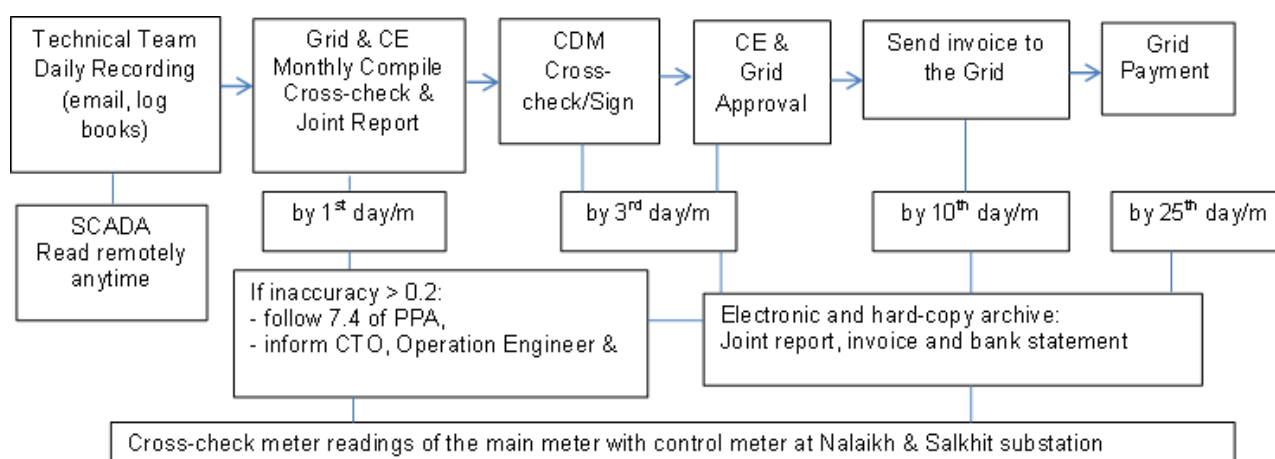 Technical Team
Daily Recording
(email, log
books)
Grid & CE
Monthly Compile
Cross-check &
Joint Report
CDM
Cross-
check/Sign
CE &
Grid
Approval
Send invoice to
the Grid
Grid
Payment
SCADA
Read remotely
anytime
by 1st day/m
by 3rd day/m
by 10th day/m
by 25th day/m
If inaccuracy > 0.2:
- follow 7.4 of PPA,
- inform CTO, Operation Engineer &
Electronic and hard-copy archive:
Joint report, invoice and bank statement
Cross-check meter readings of the main meter with control meter at Nalaikh & Salkhit substation